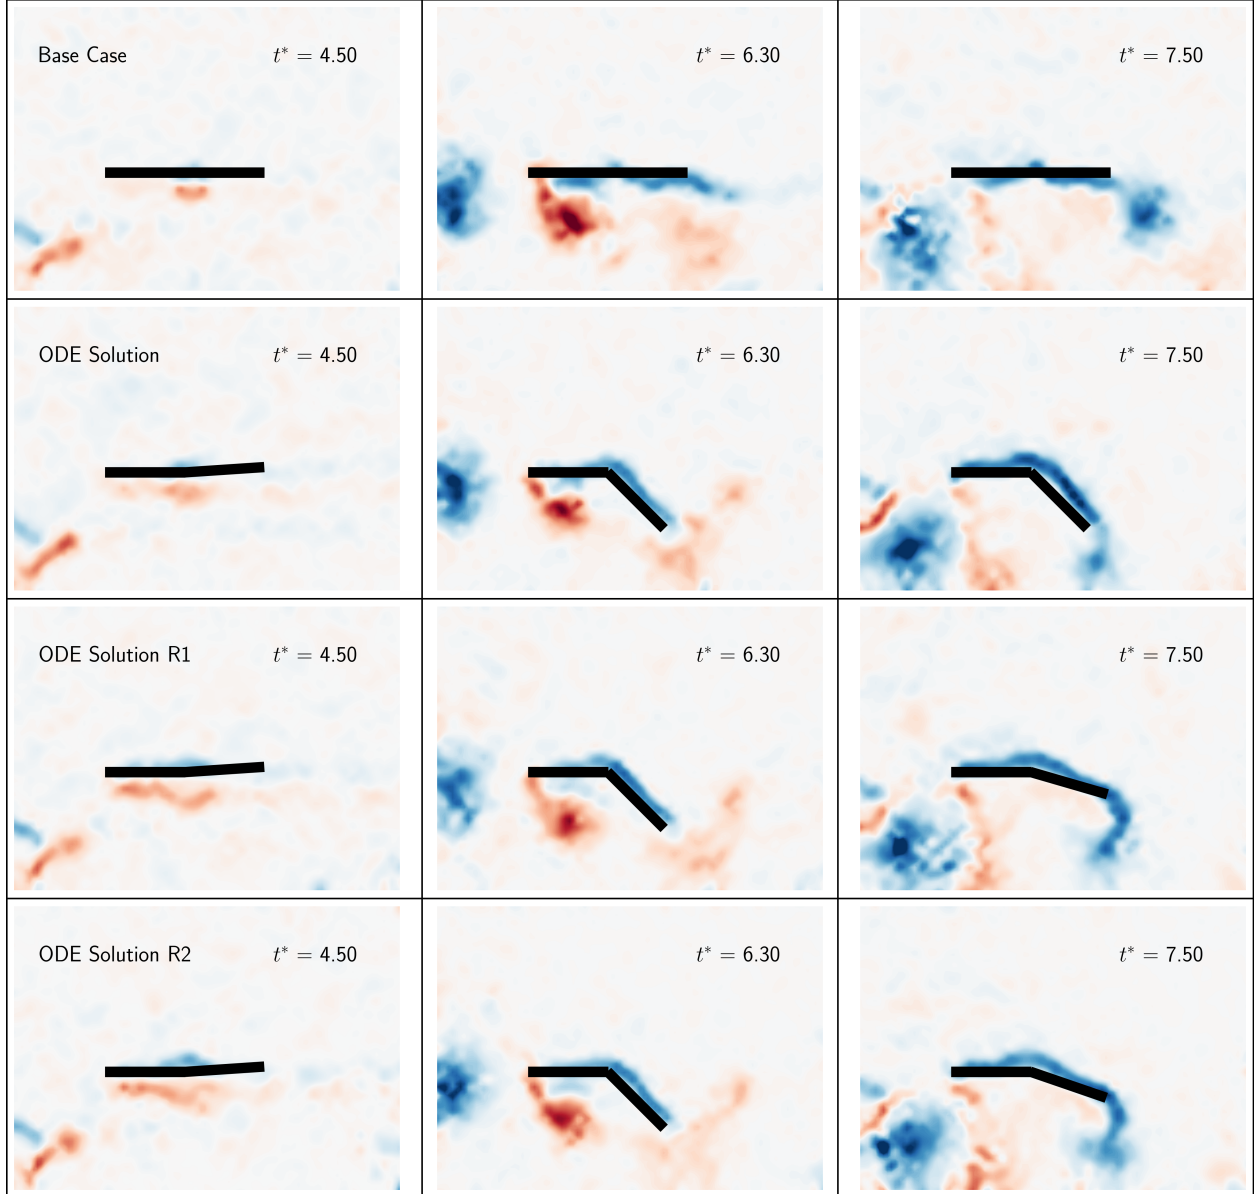 Base Case t* = 4.50 t* = 6.30 t* = 7.50
ODE Solution t* = 4.50 t* = 6.30 t* = 7.50
ODE Solution R1 t* = 4.50 t* = 6.30 t* = 7.50
ODE Solution R2 t* = 4.50 t* = 6.30 t* = 7.50